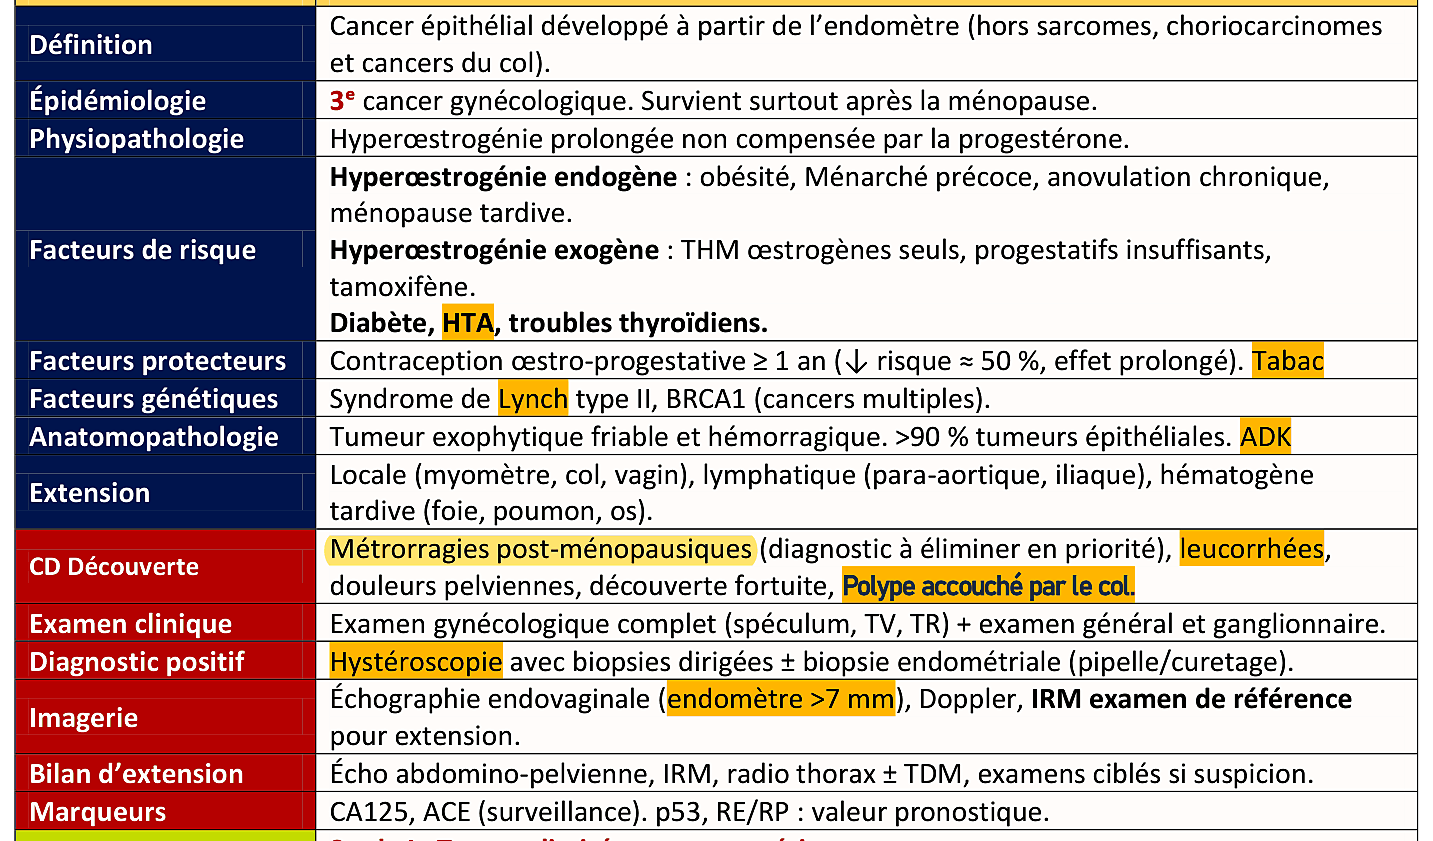 Définition
Cancer épithélial développé à partir de l’endomètre (hors sarcomes, choriocarcinomes
et cancers du col).
Épidémiologie
3e cancer gynécologique. Survient surtout après la ménopause.
Physiopathologie
Hyperœstrogénie prolongée non compensée par la progestérone.
Facteurs de risque
Hyperœstrogénie endogène : obésité, Ménarché précoce, anovulation chronique,
ménopause tardive.
Hyperœstrogénie exogène : THM œstrogènes seuls, progestatifs insuffisants,
tamoxifène.
Diabète, HTA, troubles thyroïdiens.
Facteurs protecteurs
Contraception œstro-progestative ≥ 1 an (↓ risque ≈ 50 %, effet prolongé). Tabac
Facteurs génétiques
Syndrome de Lynch type II, BRCA1 (cancers multiples).
Anatomopathologie
Tumeur exophytique friable et hémorragique. >90 % tumeurs épithéliales. ADK
Extension
Locale (myomètre, col, vagin), lymphatique (para-aortique, iliaque), hématogène
tardive (foie, poumon, os).
CD Découverte
Métrorragies post-ménopausiques (diagnostic à éliminer en priorité), leucorrhées,
douleurs pelviennes, découverte fortuite, Polype accouché par le col.
Examen clinique
Examen gynécologique complet (spéculum, TV, TR) + examen général et ganglionnaire.
Diagnostic positif
Hystéroscopie avec biopsies dirigées ± biopsie endométriale (pipelle/curetage).
Imagerie
Échographie endovaginale (endomètre >7 mm), Doppler, IRM examen de référence
pour extension.
Bilan d’extension
Écho abdomino-pelvienne, IRM, radio thorax ± TDM, examens ciblés si suspicion.
Marqueurs
CA125, ACE (surveillance). p53, RE/RP : valeur pronostique.